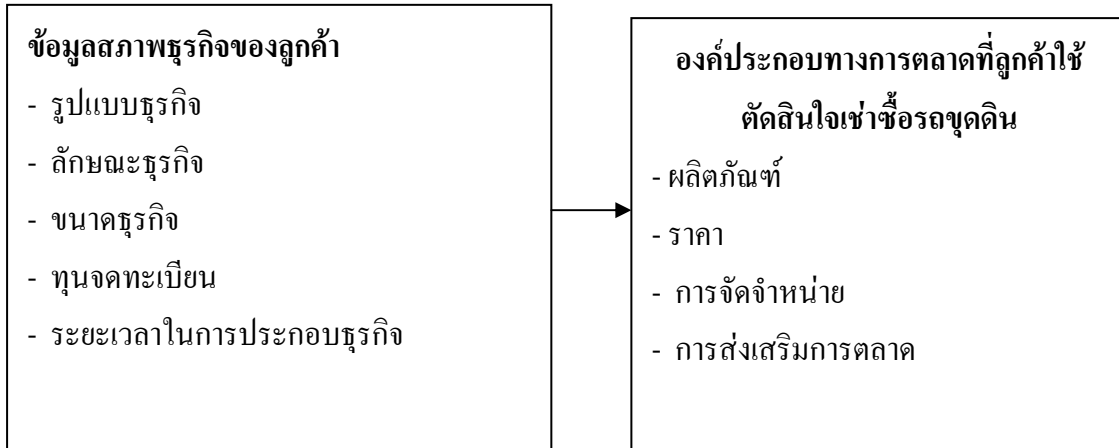 ข้อมูลสภาพธุรกิจของลูกค้า
- รูปแบบธุรกิจ
- ลักษณะธุรกิจ
- ขนาดธุรกิจ
- ทุนจดทะเบียน
- ระยะเวลาในการประกอบธุรกิจ
องค์ประกอบทางการตลาดที่ลูกค้าใช้
ตัดสินใจเช่าซื้อรถขุดดิน
- ผลิตภัณฑ์
- ราคา
- การจัดจำหน่าย
- การส่งเสริมการตลาด